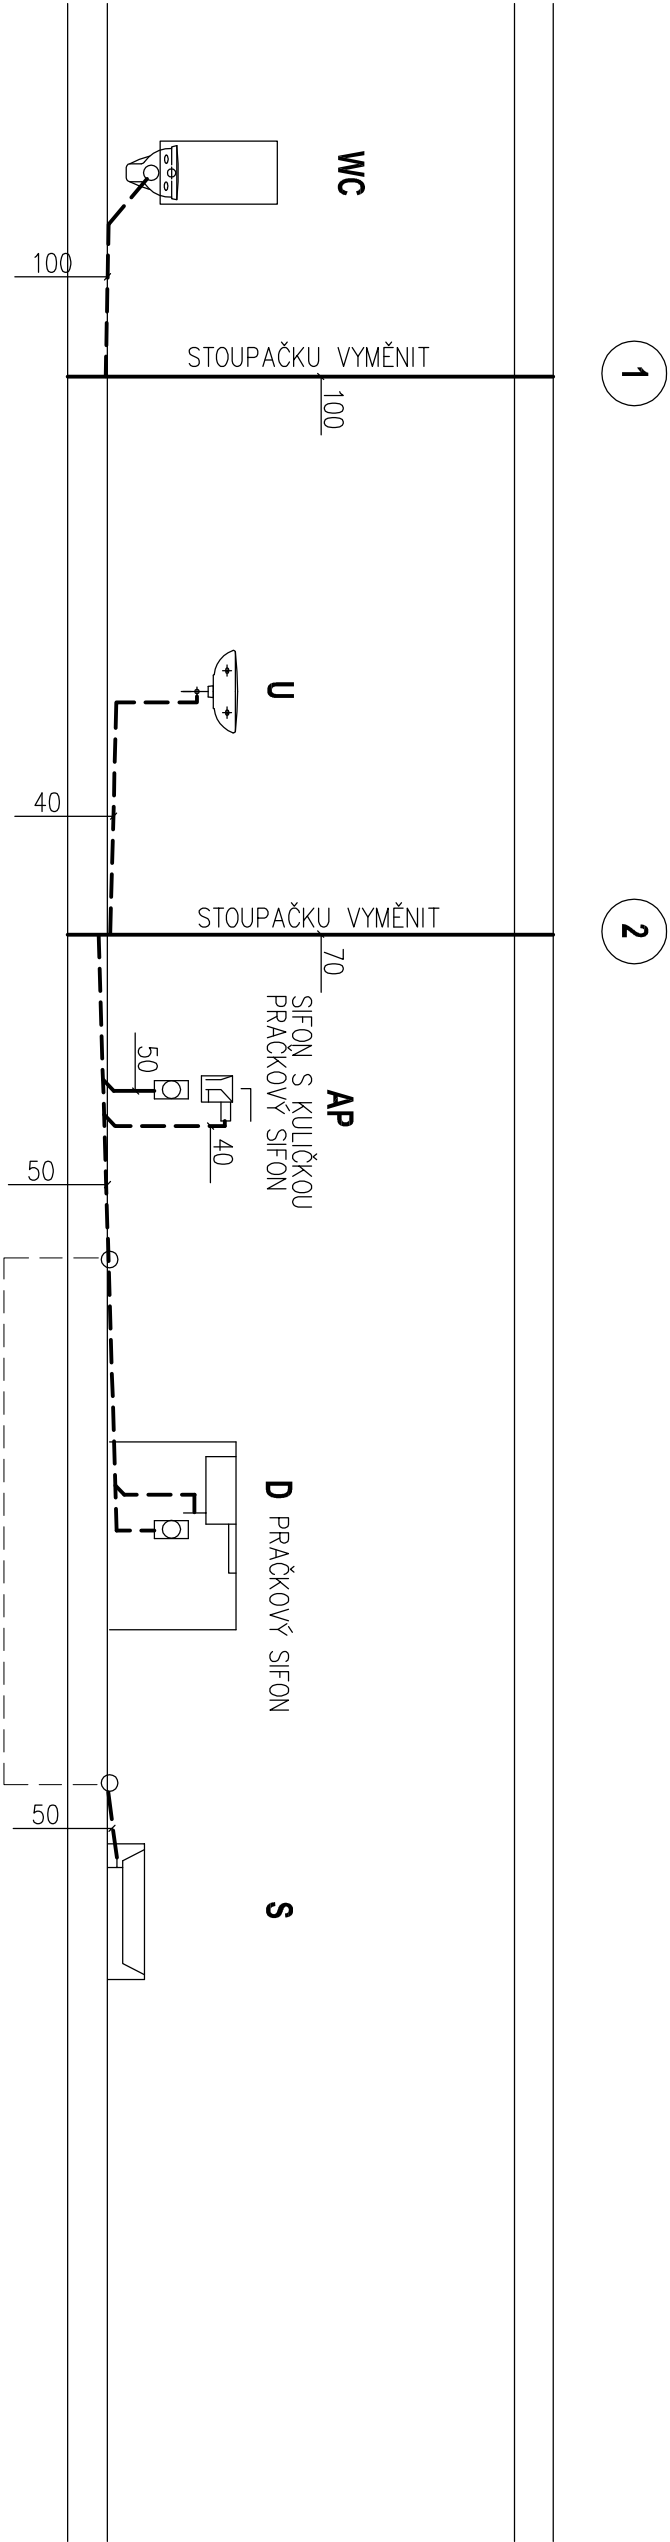 1
WC
100
STOUPAČKU VYMĚNIT
100
U
40
2
STOUPAČKU VYMĚNIT
70
AP
SIFON S KULIČKOU
PRAČKOVÝ SIFON
50
40
50
D PRAČKOVÝ SIFON
50
S